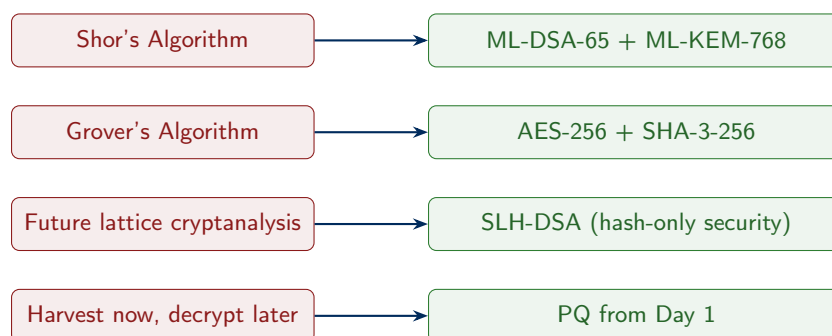 Shor's Algorithm
ML-DSA-65 + ML-KEM-768
Grover's Algorithm
AES-256 + SHA-3-256
Future lattice cryptanalysis
SLH-DSA (hash-only security)
Harvest now, decrypt later
PQ from Day 1